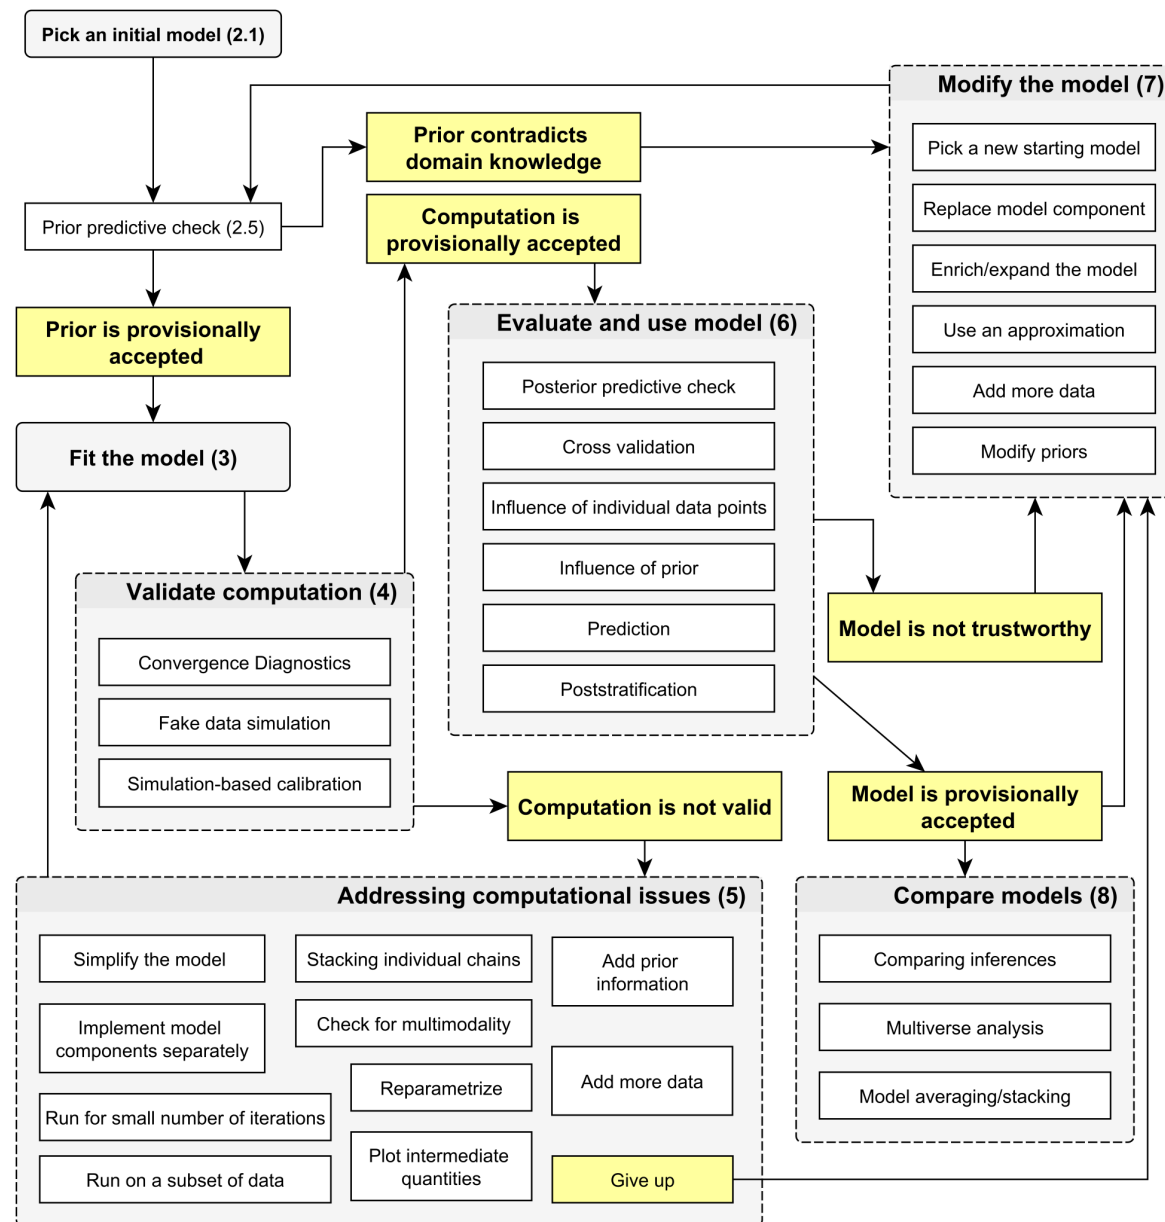 Pick an initial model (2.1)
Modify the model (7)
Pick a new starting model
Replace model component
Enrich/expand the model
Use an approximation
Add more data
Modify priors
Prior contradicts
domain knowledge
Prior predictive check (2.5)
Computation is
provisionally accepted
Prior is provisionally
accepted
Evaluate and use model (6)
Posterior predictive check
Cross validation
Influence of individual data points
Influence of prior
Prediction
Poststratification
Fit the model (3)
Validate computation (4)
Convergence Diagnostics
Fake data simulation
Simulation-based calibration
Model is not trustworthy
Computation is not valid
Model is provisionally
accepted
Addressing computational issues (5)
Simplify the model
Implement model
components separately
Run for small number of iterations
Run on a subset of data
Stacking individual chains
Check for multimodality
Reparametrize
Plot intermediate
quantities
Add prior
information
Add more data
Give up
Compare models (8)
Comparing inferences
Multiverse analysis
Model averaging/stacking